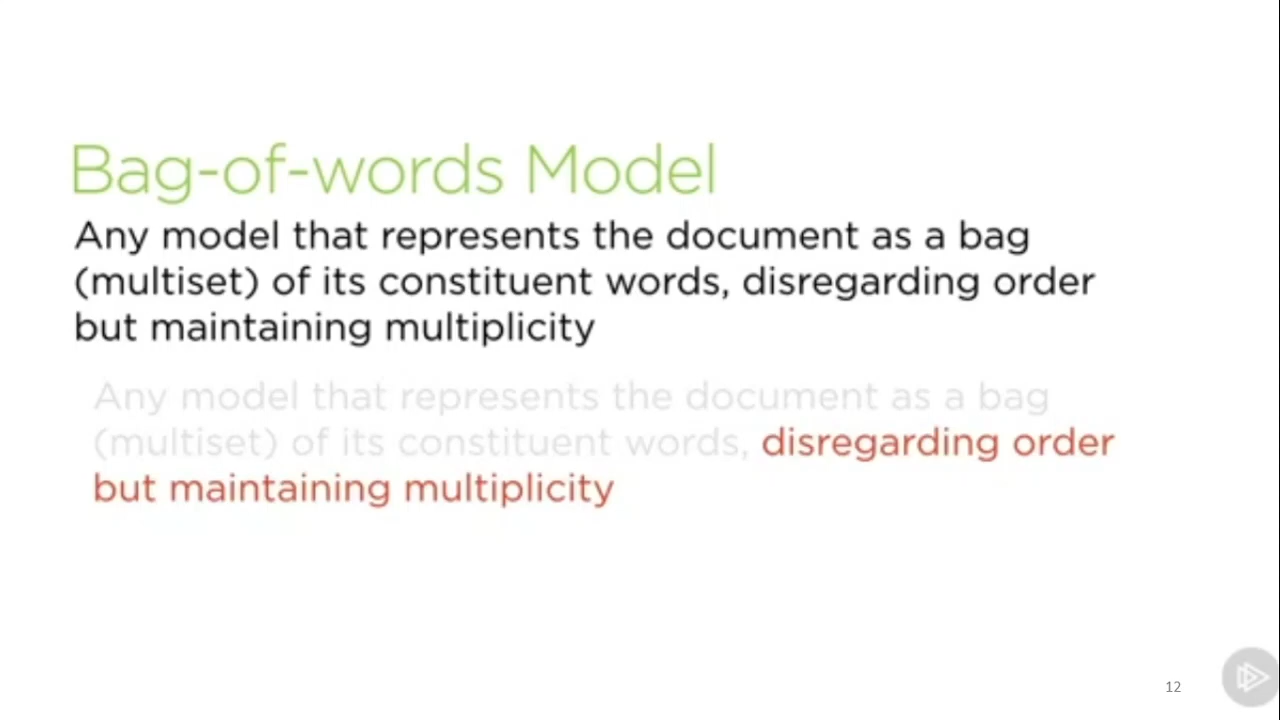 Bag-of-words Model
Any model that represents the document as a bag
(multiset) of its constituent words, disregarding order
but maintaining multiplicity
Any model that represents the document as a bag
(multiset) of its constituent words, disregarding order
but maintaining multiplicity
12